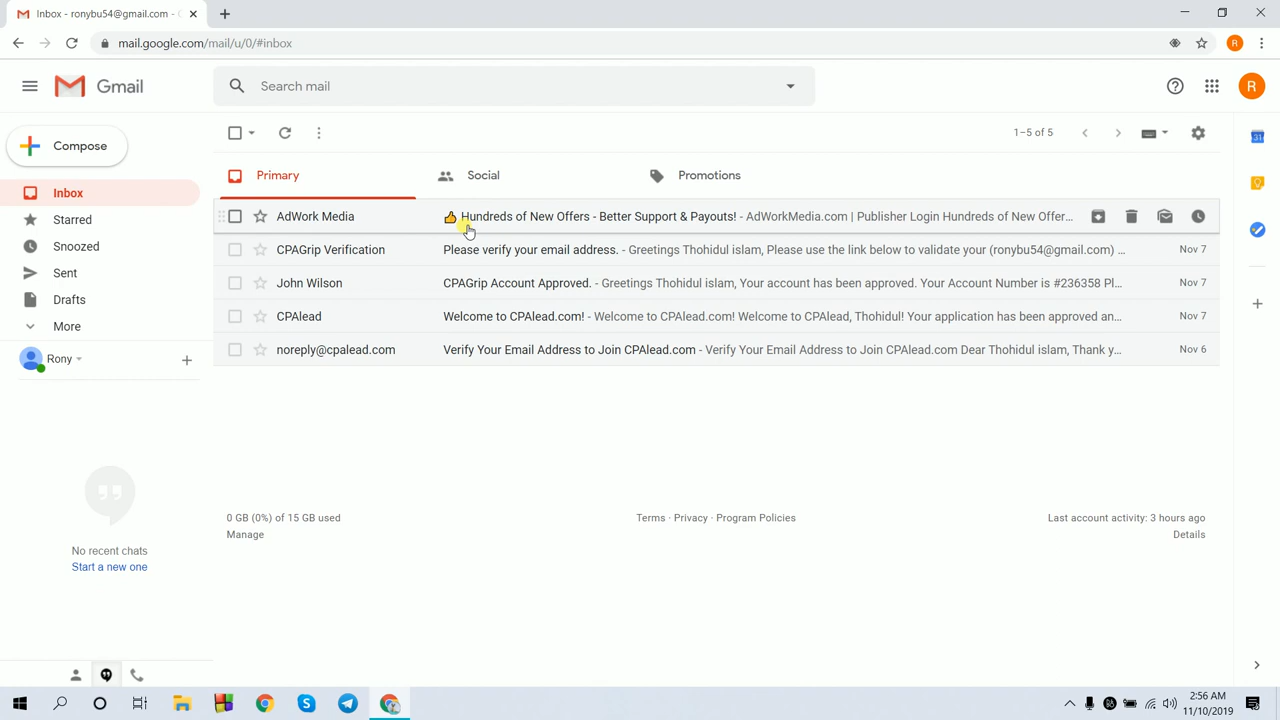 Inbox - ronybu54@gmail.com -
mail.google.com/mail/u/0/#inbox
R
Gmail
Search mail
R
Compose
1–5 of 5
31
Inbox
Starred
Snoozed
Sent
Drafts
More
Rony
Primary
Social
Promotions
AdWork Media 👍 Hundreds of New Offers - Better Support & Payouts! - AdWorkMedia.com | Publisher Login Hundreds of New Offer...
CPAGrip Verification Please verify your email address. - Greetings Thohidul islam, Please use the link below to validate your (ronybu54@gmail.com) ... Nov 7
John Wilson CPAGrip Account Approved. - Greetings Thohidul islam, Your account has been approved. Your Account Number is #236358 Pl... Nov 7
CPAlead Welcome to CPAlead.com! - Welcome to CPAlead.com! Welcome to CPAlead, Thohidul! Your application has been approved an... Nov 7
noreply@cpalead.com Verify Your Email Address to Join CPAlead.com - Verify Your Email Address to Join CPAlead.com Dear Thohidul islam, Thank y... Nov 6
0 GB (0%) of 15 GB used
Manage
Terms · Privacy · Program Policies
Last account activity: 3 hours ago
Details
No recent chats
Start a new one
2:56 AM
11/10/2019